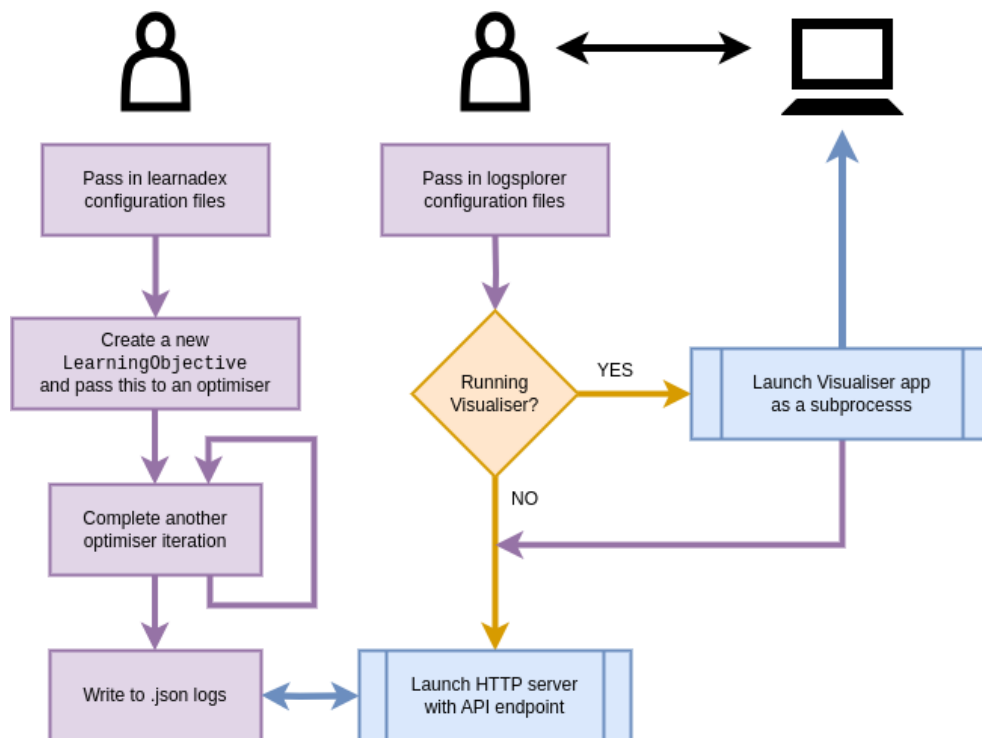 Pass in learnadex
configuration files
Pass in logsplorer
configuration files
Create a new
LearningObjective
and pass this to an optimiser
Running
Visualiser?
YES
Launch Visualiser app
as a subprocesss
NO
Complete another
optimiser iteration
Write to .json logs
Launch HTTP server
with API endpoint